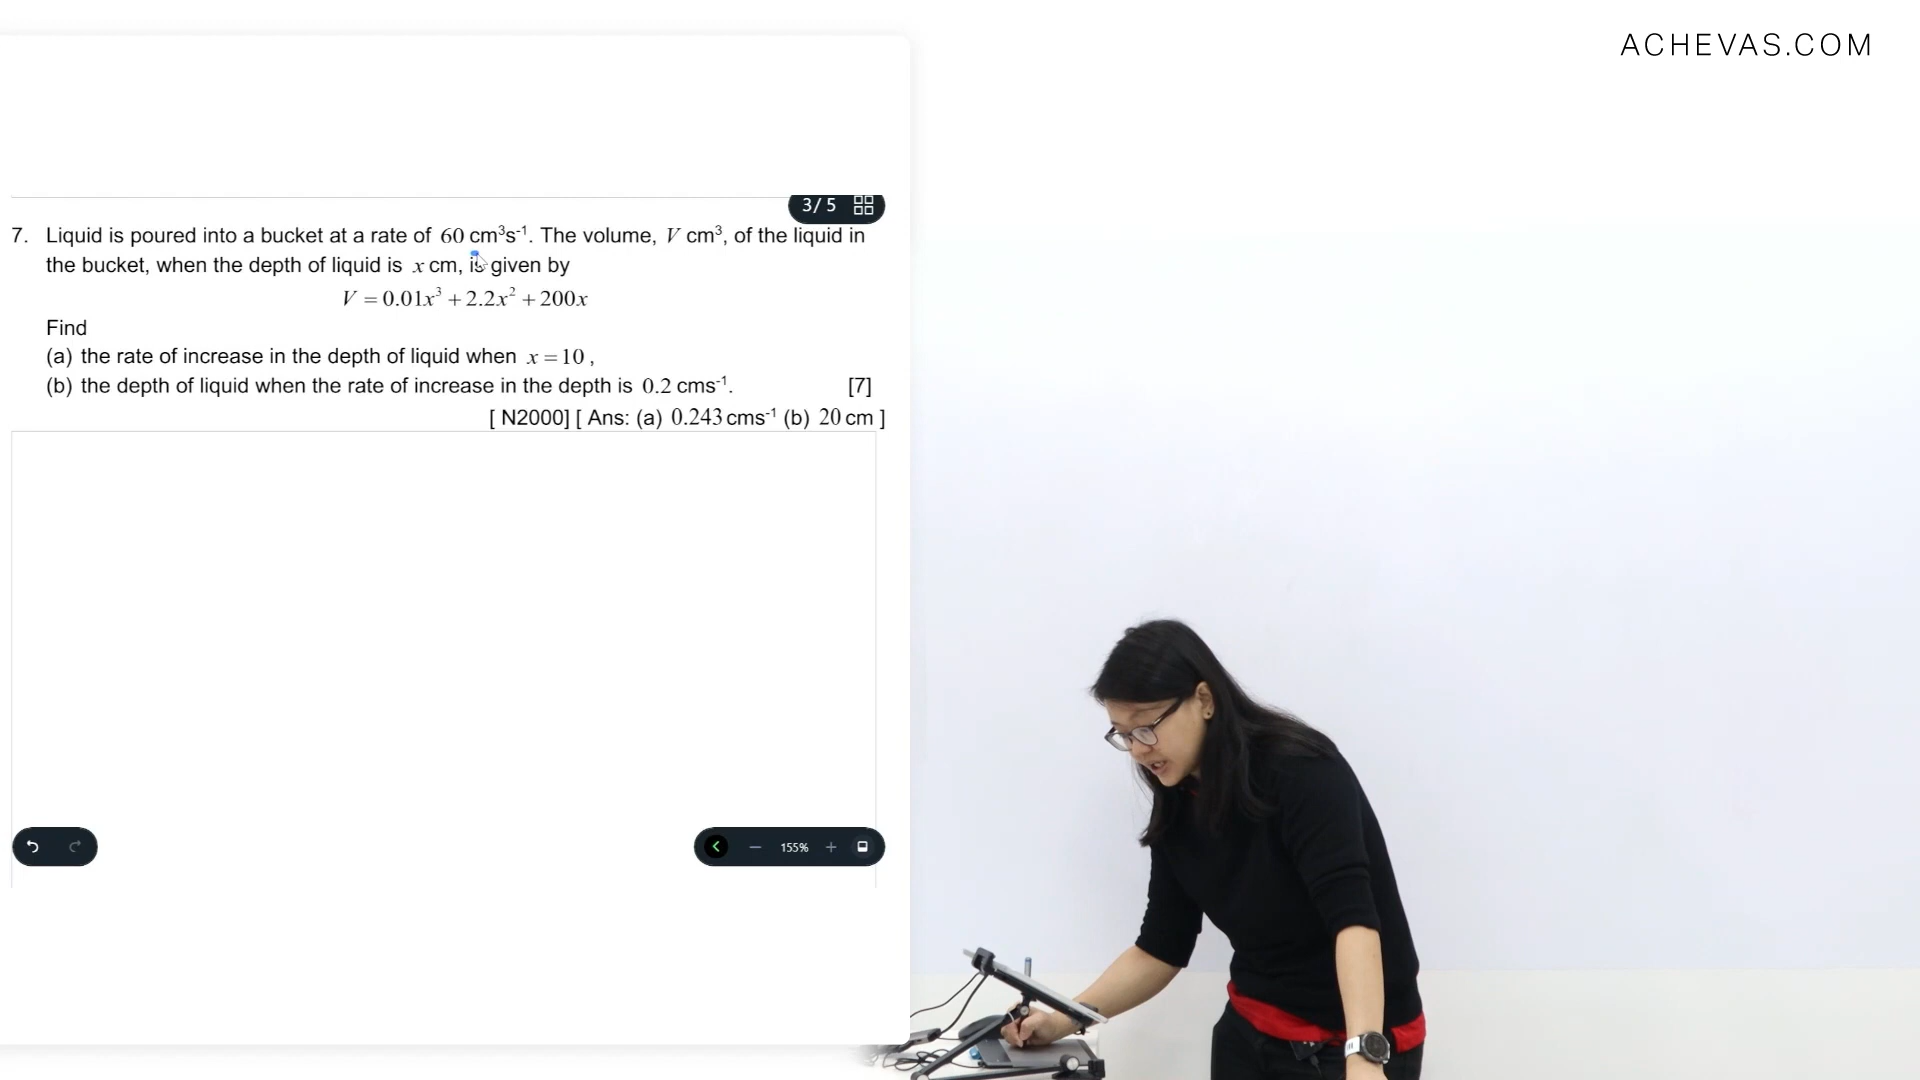 ACHEVAS.COM
3/ 5
7. Liquid is poured into a bucket at a rate of 60 cm³s⁻¹. The volume, V cm³, of the liquid in
the bucket, when the depth of liquid is x cm, is given by
V = 0.01x³ + 2.2x² + 200x
Find
(a) the rate of increase in the depth of liquid when x = 10 ,
(b) the depth of liquid when the rate of increase in the depth is 0.2 cms⁻¹. [7]
[ N2000] [ Ans: (a) 0.243 cms⁻¹ (b) 20 cm ]
155%